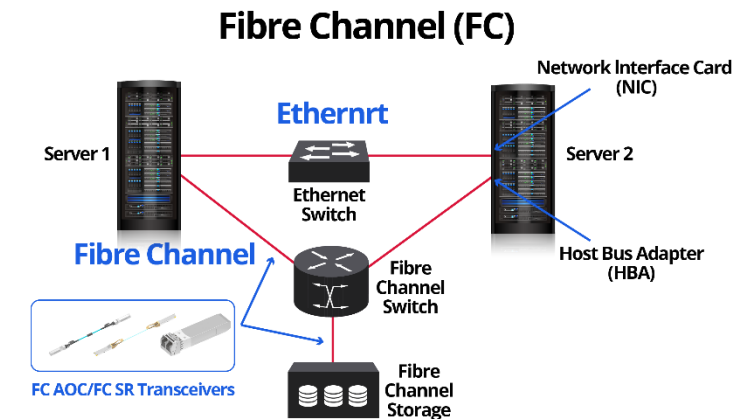 Fibre Channel (FC)
Network Interface Card
(NIC)
Ethernrt
Server 1
Server 2
Ethernet
Switch
Fibre Channel
Fibre
Channel
Switch
Host Bus Adapter
(HBA)
FC AOC/FC SR Transceivers
Fibre
Channel
Storage